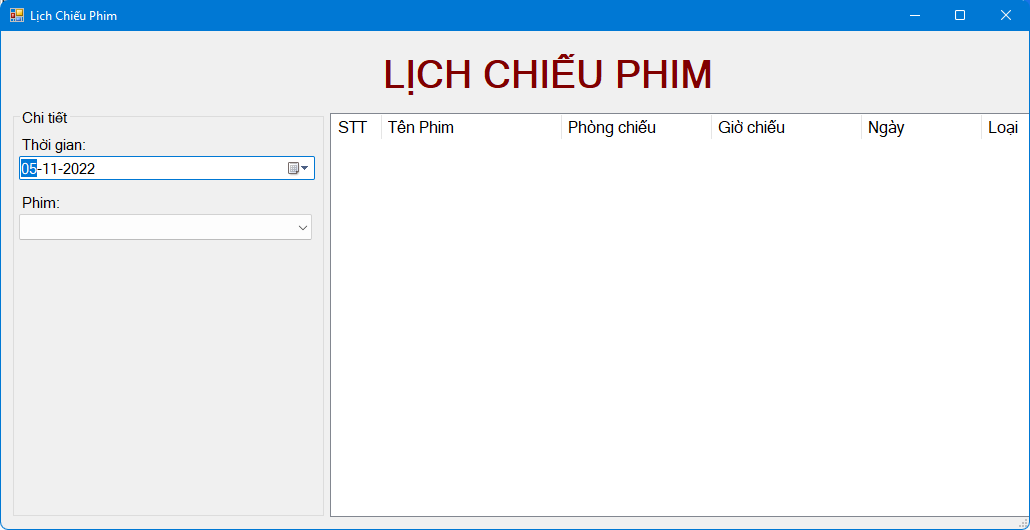 Lịch Chiếu Phim
LỊCH CHIẾU PHIM
Chi tiết
Thời gian:
05-11-2022
Phim:
STT Tên Phim Phòng chiếu Giờ chiếu Ngày Loại